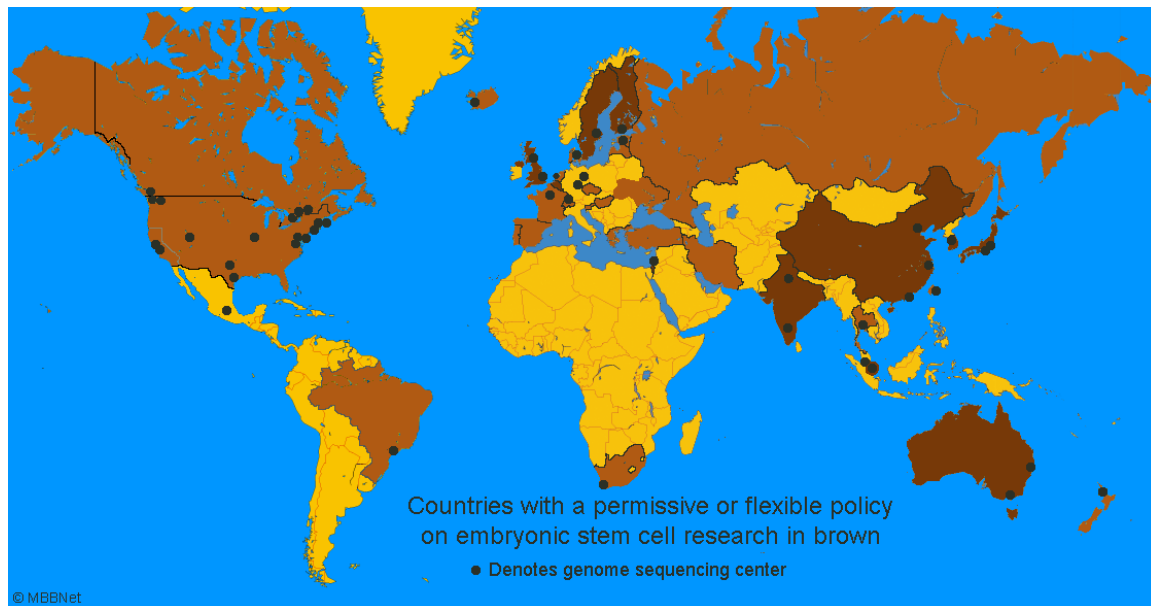 Countries with a permissive or flexible policy
on embryonic stem cell research in brown
● Denotes genome sequencing center
© MBBNet